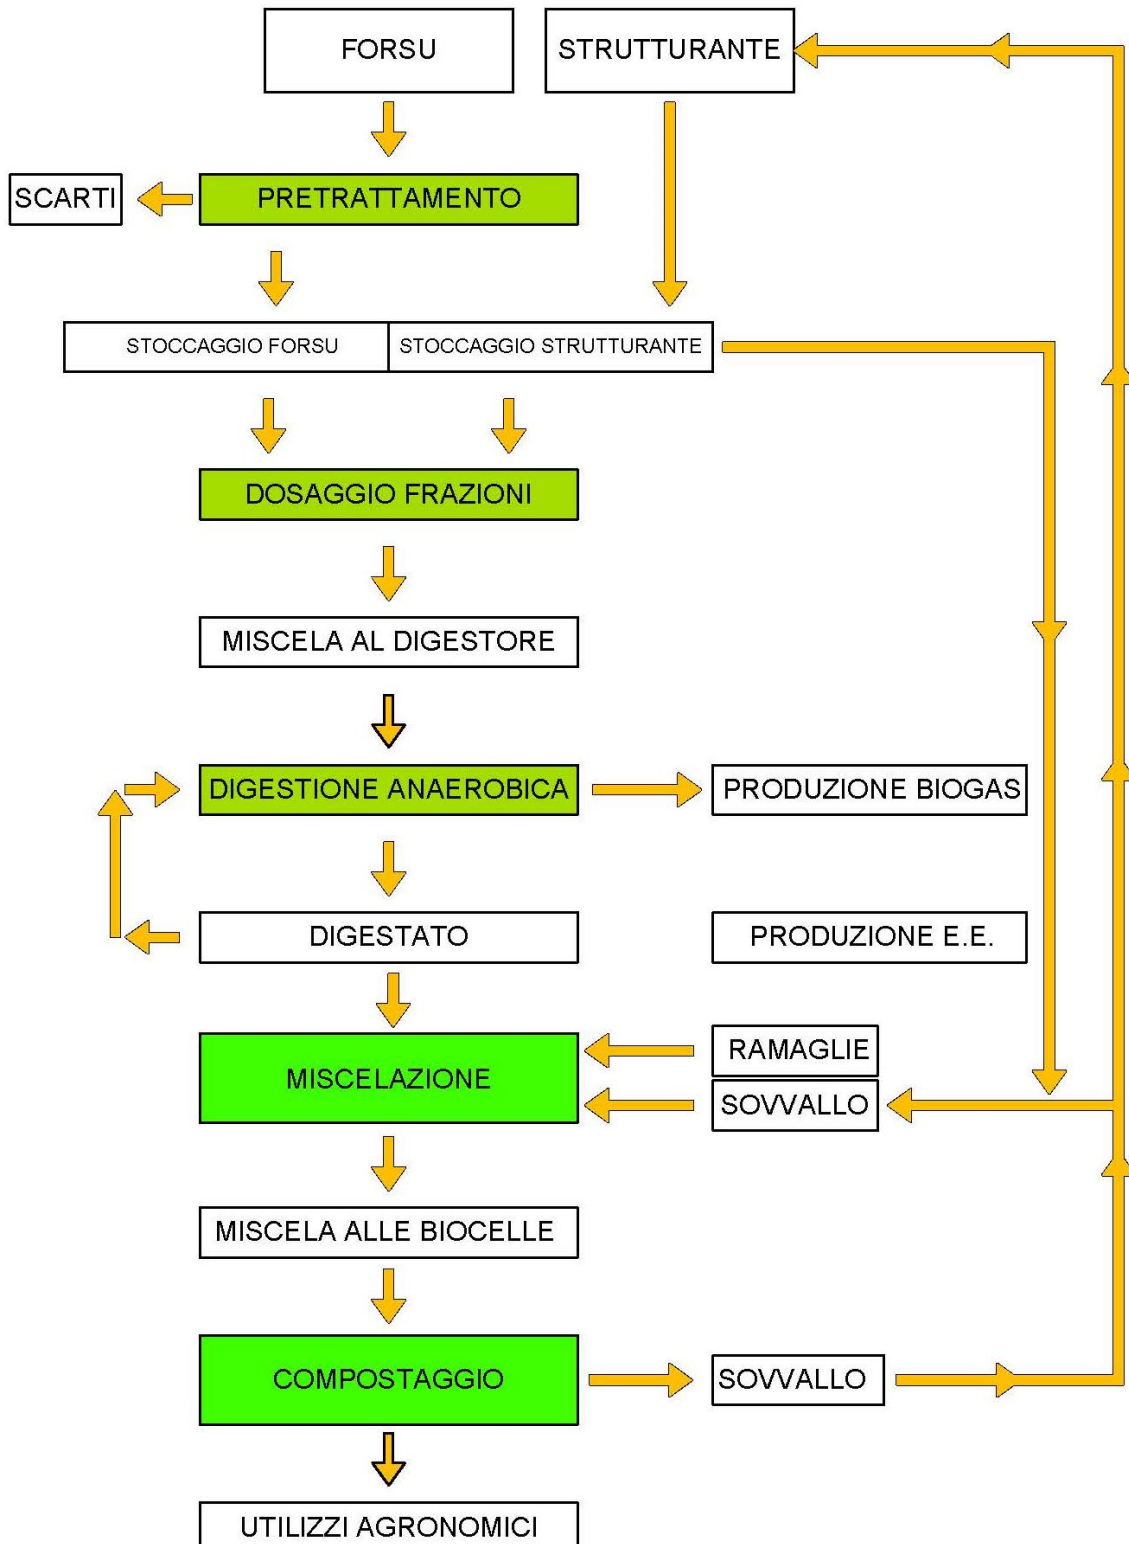 FORSU
STRUTTURANTE
SCARTI
PRETRATTAMENTO
STOCCAGGIO FORSU
STOCCAGGIO STRUTTURANTE
DOSAGGIO FRAZIONI
MISCELA AL DIGESTORE
DIGESTIONE ANAEROBICA
PRODUZIONE BIOGAS
DIGESTATO
PRODUZIONE E.E.
MISCELAZIONE
RAMAGLIE
SOVVALLO
MISCELA ALLE BIOCELLE
COMPOSTAGGIO
SOVVALLO
UTILIZZI AGRONOMICI